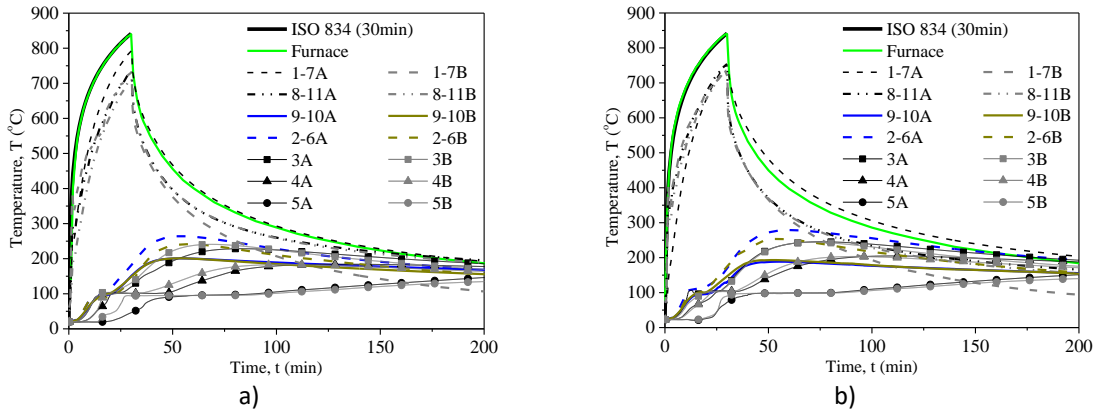 900
800
700
600
500
400
300
200
100
0
Temperature, T (°C)
ISO 834 (30min)
Furnace
1-7A 1-7B
8-11A 8-11B
9-10A 9-10B
2-6A 2-6B
3A 3B
4A 4B
5A 5B
0 50 100 150 200
Time, t (min)
a)
900
800
700
600
500
400
300
200
100
0
Temperature, T (°C)
ISO 834 (30min)
Furnace
1-7A 1-7B
8-11A 8-11B
9-10A 9-10B
2-6A 2-6B
3A 3B
4A 4B
5A 5B
0 50 100 150 200
Time, t (min)
b)